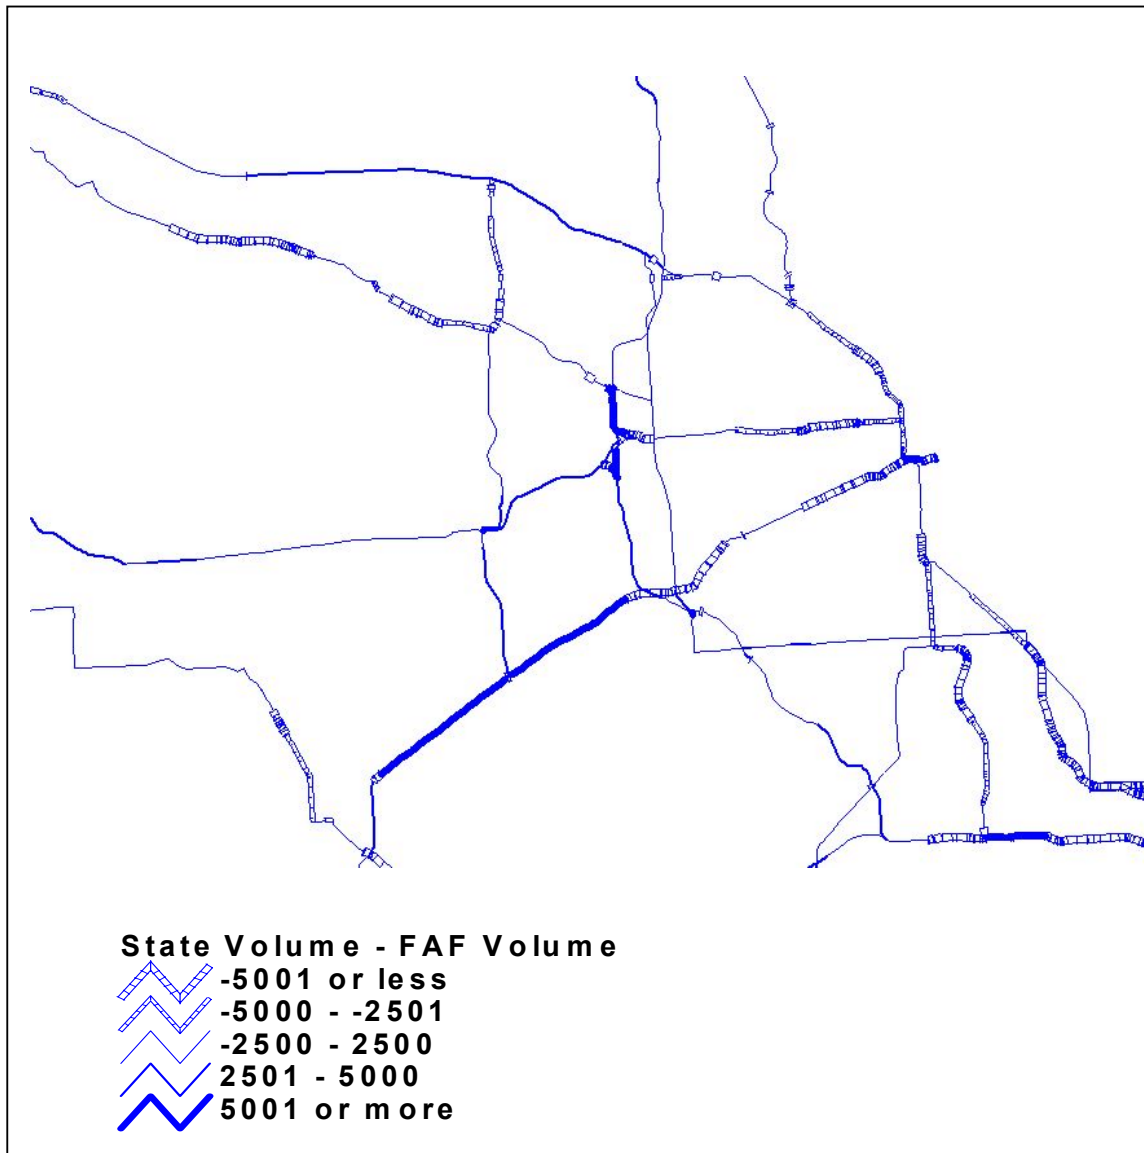 State Volume - FAF Volume
-5001 or less
-5000 - -2501
-2500 - 2500
2501 - 5000
5001 or more